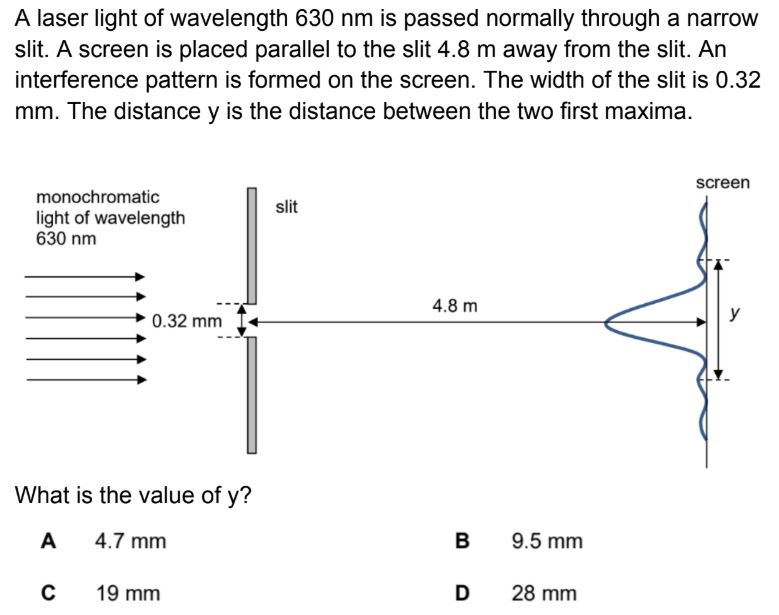 A laser light of wavelength 630 nm is passed normally through a narrow
slit. A screen is placed parallel to the slit 4.8 m away from the slit. An
interference pattern is formed on the screen. The width of the slit is 0.32
mm. The distance y is the distance between the two first maxima.
screen
monochromatic
light of wavelength
630 nm
slit
4.8 m
0.32 mm
y
What is the value of y?
A 4.7 mm B 9.5 mm
C 19 mm D 28 mm